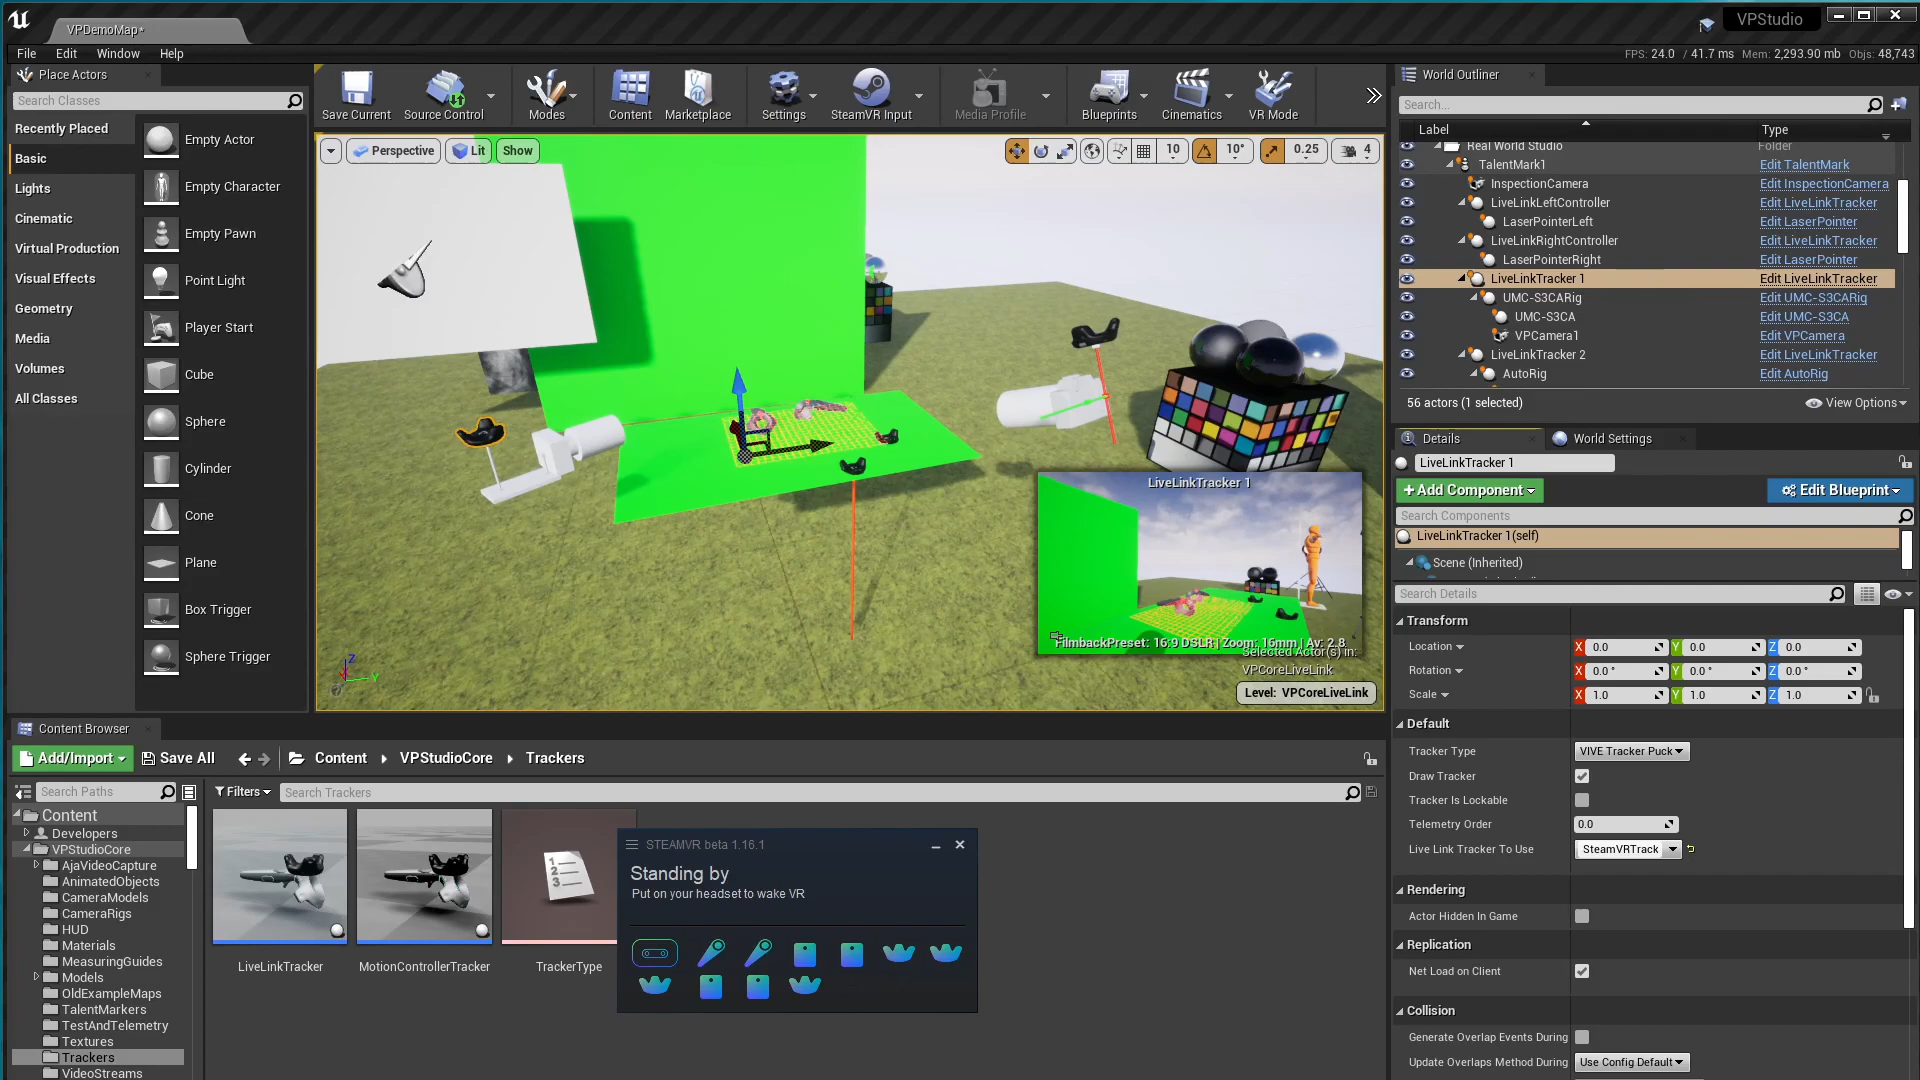 VPDemoMap*
VPStudio
File Edit Window Help
FPS: 24.0 / 41.7 ms Mem: 2,293.90 mb Objs: 48,743
Place Actors
Search Classes
Recently Placed
Basic
Lights
Cinematic
Virtual Production
Visual Effects
Geometry
Media
Volumes
All Classes
Empty Actor
Empty Character
Empty Pawn
Point Light
Player Start
Cube
Sphere
Cylinder
Cone
Plane
Box Trigger
Sphere Trigger
Save Current Source Control Modes Content Marketplace Settings SteamVR Input Media Profile Blueprints Cinematics VR Mode
Perspective Lit Show 10 10° 0.25 4
LiveLinkTracker 1
FilmbackPreset: 16:9 DSLR | Zoom: 16mm | Av: 2.8
Selected Actor(s) in:
VPCoreLiveLink
Level: VPCoreLiveLink
Z
Y
World Outliner
Search...
Label Type
Real World Studio Folder
TalentMark1 Edit TalentMark
InspectionCamera Edit InspectionCamera
LiveLinkLeftController Edit LiveLinkTracker
LaserPointerLeft Edit LaserPointer
LiveLinkRightController Edit LiveLinkTracker
LaserPointerRight Edit LaserPointer
LiveLinkTracker 1 Edit LiveLinkTracker
UMC-S3CARig Edit UMC-S3CARig
UMC-S3CA Edit UMC-S3CA
VPCamera1 Edit VPCamera
LiveLinkTracker 2 Edit LiveLinkTracker
AutoRig Edit AutoRig
56 actors (1 selected) View Options
Details World Settings
LiveLinkTracker 1
+Add Component Edit Blueprint
Search Components
LiveLinkTracker 1(self)
Scene (Inherited)
Search Details
Transform
Location X 0.0 Y 0.0 Z 0.0
Rotation X 0.0 ° Y 0.0 ° Z 0.0 °
Scale X 1.0 Y 1.0 Z 1.0
Default
Tracker Type VIVE Tracker Puck
Draw Tracker
Tracker Is Lockable
Telemetry Order 0.0
Live Link Tracker To Use SteamVRTrack
Rendering
Actor Hidden In Game
Replication
Net Load on Client
Collision
Generate Overlap Events During
Update Overlaps Method During Use Config Default
Content Browser
Add/Import Save All Content VPStudioCore Trackers
Search Paths
Filters Search Trackers
Content
Developers
VPStudioCore
AjaVideoCapture
AnimatedObjects
CameraModels
CameraRigs
HUD
Materials
MeasuringGuides
Models
OldExampleMaps
TalentMarkers
TestAndTelemetry
Textures
Trackers
VideoStreams
LiveLinkTracker MotionControllerTracker TrackerType
STEAMVR beta 1.16.1
Standing by
Put on your headset to wake VR